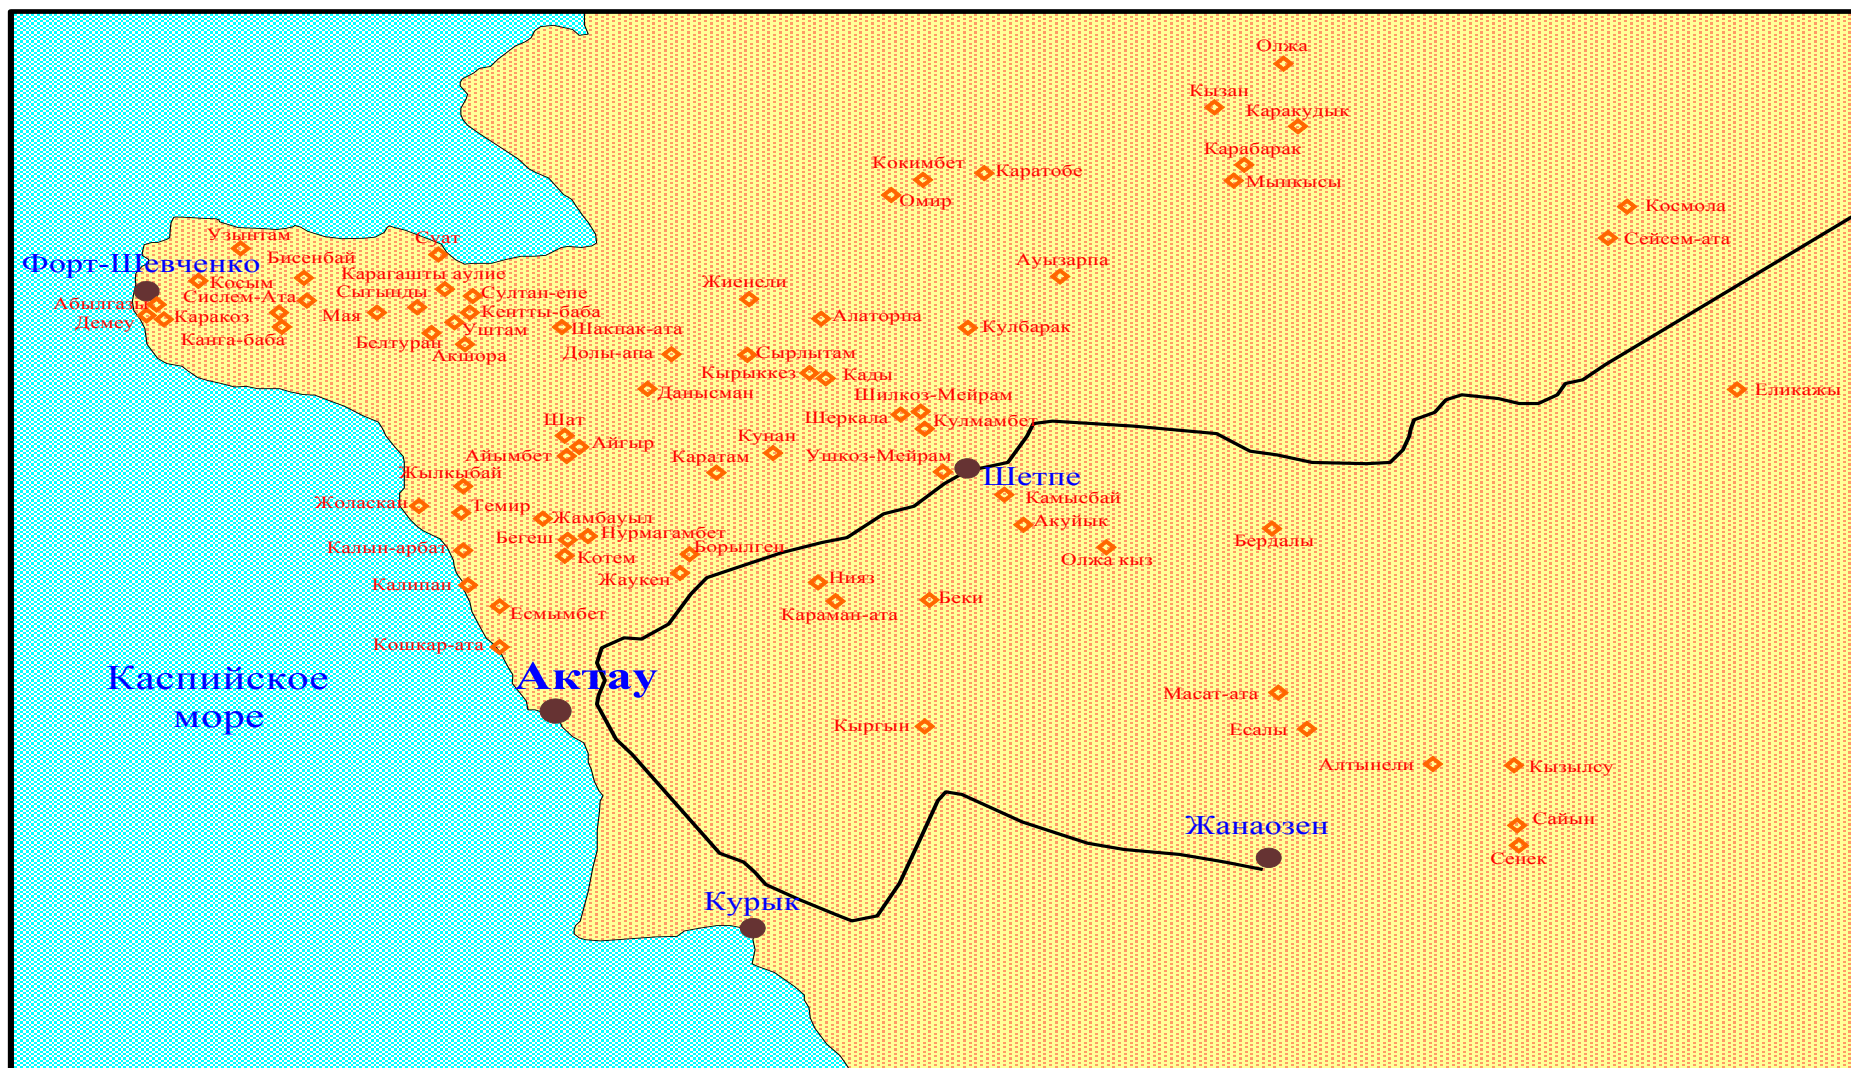 Олжа
Кызан
Каракудык
Карабарак
Мынкысы
Кокимбет
Каратобе
Омир
Космола
Сейсем-ата
Узынтам
Суат
Бисенбай
Форт-Шевченко
Карагашты аулие
Ауызарпа
Косым
Жиенели
Сислем-Ата
Сыгынды
Султан-епе
Абылгазы
Мая
Кентты-баба
Каракоз
Демеу
Алаторпа
Уштам
Шакпак-ата
Кулбарак
Канга-баба
Белтуран
Акшора
Долы-апа
Сырлытам
Кырыккез
Кады
Данысман
Шилкоз-Мейрам
Еликажы
Шеркала
Кулмамбет
Шат
Айгыр
Кунан
Айымбет
Каратам
Ушкоз-Мейрам
Жылкыбай
Шетпе
Камысбай
Жоласкан
Темир
Жамбауыл
Акуйык
Бегеш
Нурмагамбет
Бердалы
Калын-арбат
Борылген
Котем
Олжа кыз
Жаукен
Калипан
Нияз
Беки
Есмымбет
Караман-ата
Кошкар-ата
Каспийское
море
Актау
Масат-ата
Кыргын
Есалы
Алтынели
Кызылсу
Жанаозен
Сайын
Сенек
Курык